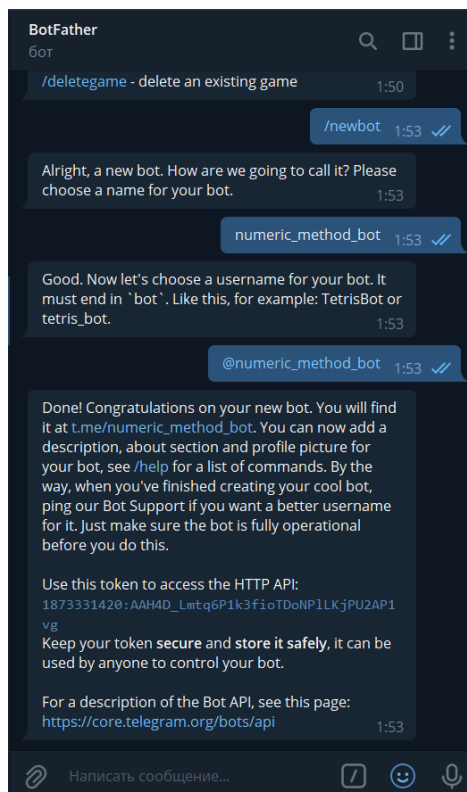 BotFather
бот
/deletegame - delete an existing game
1:50
/newbot 1:53
Alright, a new bot. How are we going to call it? Please
choose a name for your bot.
1:53
numeric_method_bot 1:53
Good. Now let's choose a username for your bot. It
must end in `bot`. Like this, for example: TetrisBot or
tetris_bot.
1:53
@numeric_method_bot 1:53
Done! Congratulations on your new bot. You will find
it at t.me/numeric_method_bot. You can now add a
description, about section and profile picture for
your bot, see /help for a list of commands. By the
way, when you've finished creating your cool bot,
ping our Bot Support if you want a better username
for it. Just make sure the bot is fully operational
before you do this.
Use this token to access the HTTP API:
1873331420:AAH4D_Lmtq6P1k3fioTDoNPlLKjPU2AP1
vg
Keep your token secure and store it safely, it can be
used by anyone to control your bot.
For a description of the Bot API, see this page:
https://core.telegram.org/bots/api
1:53
Написать сообщение...